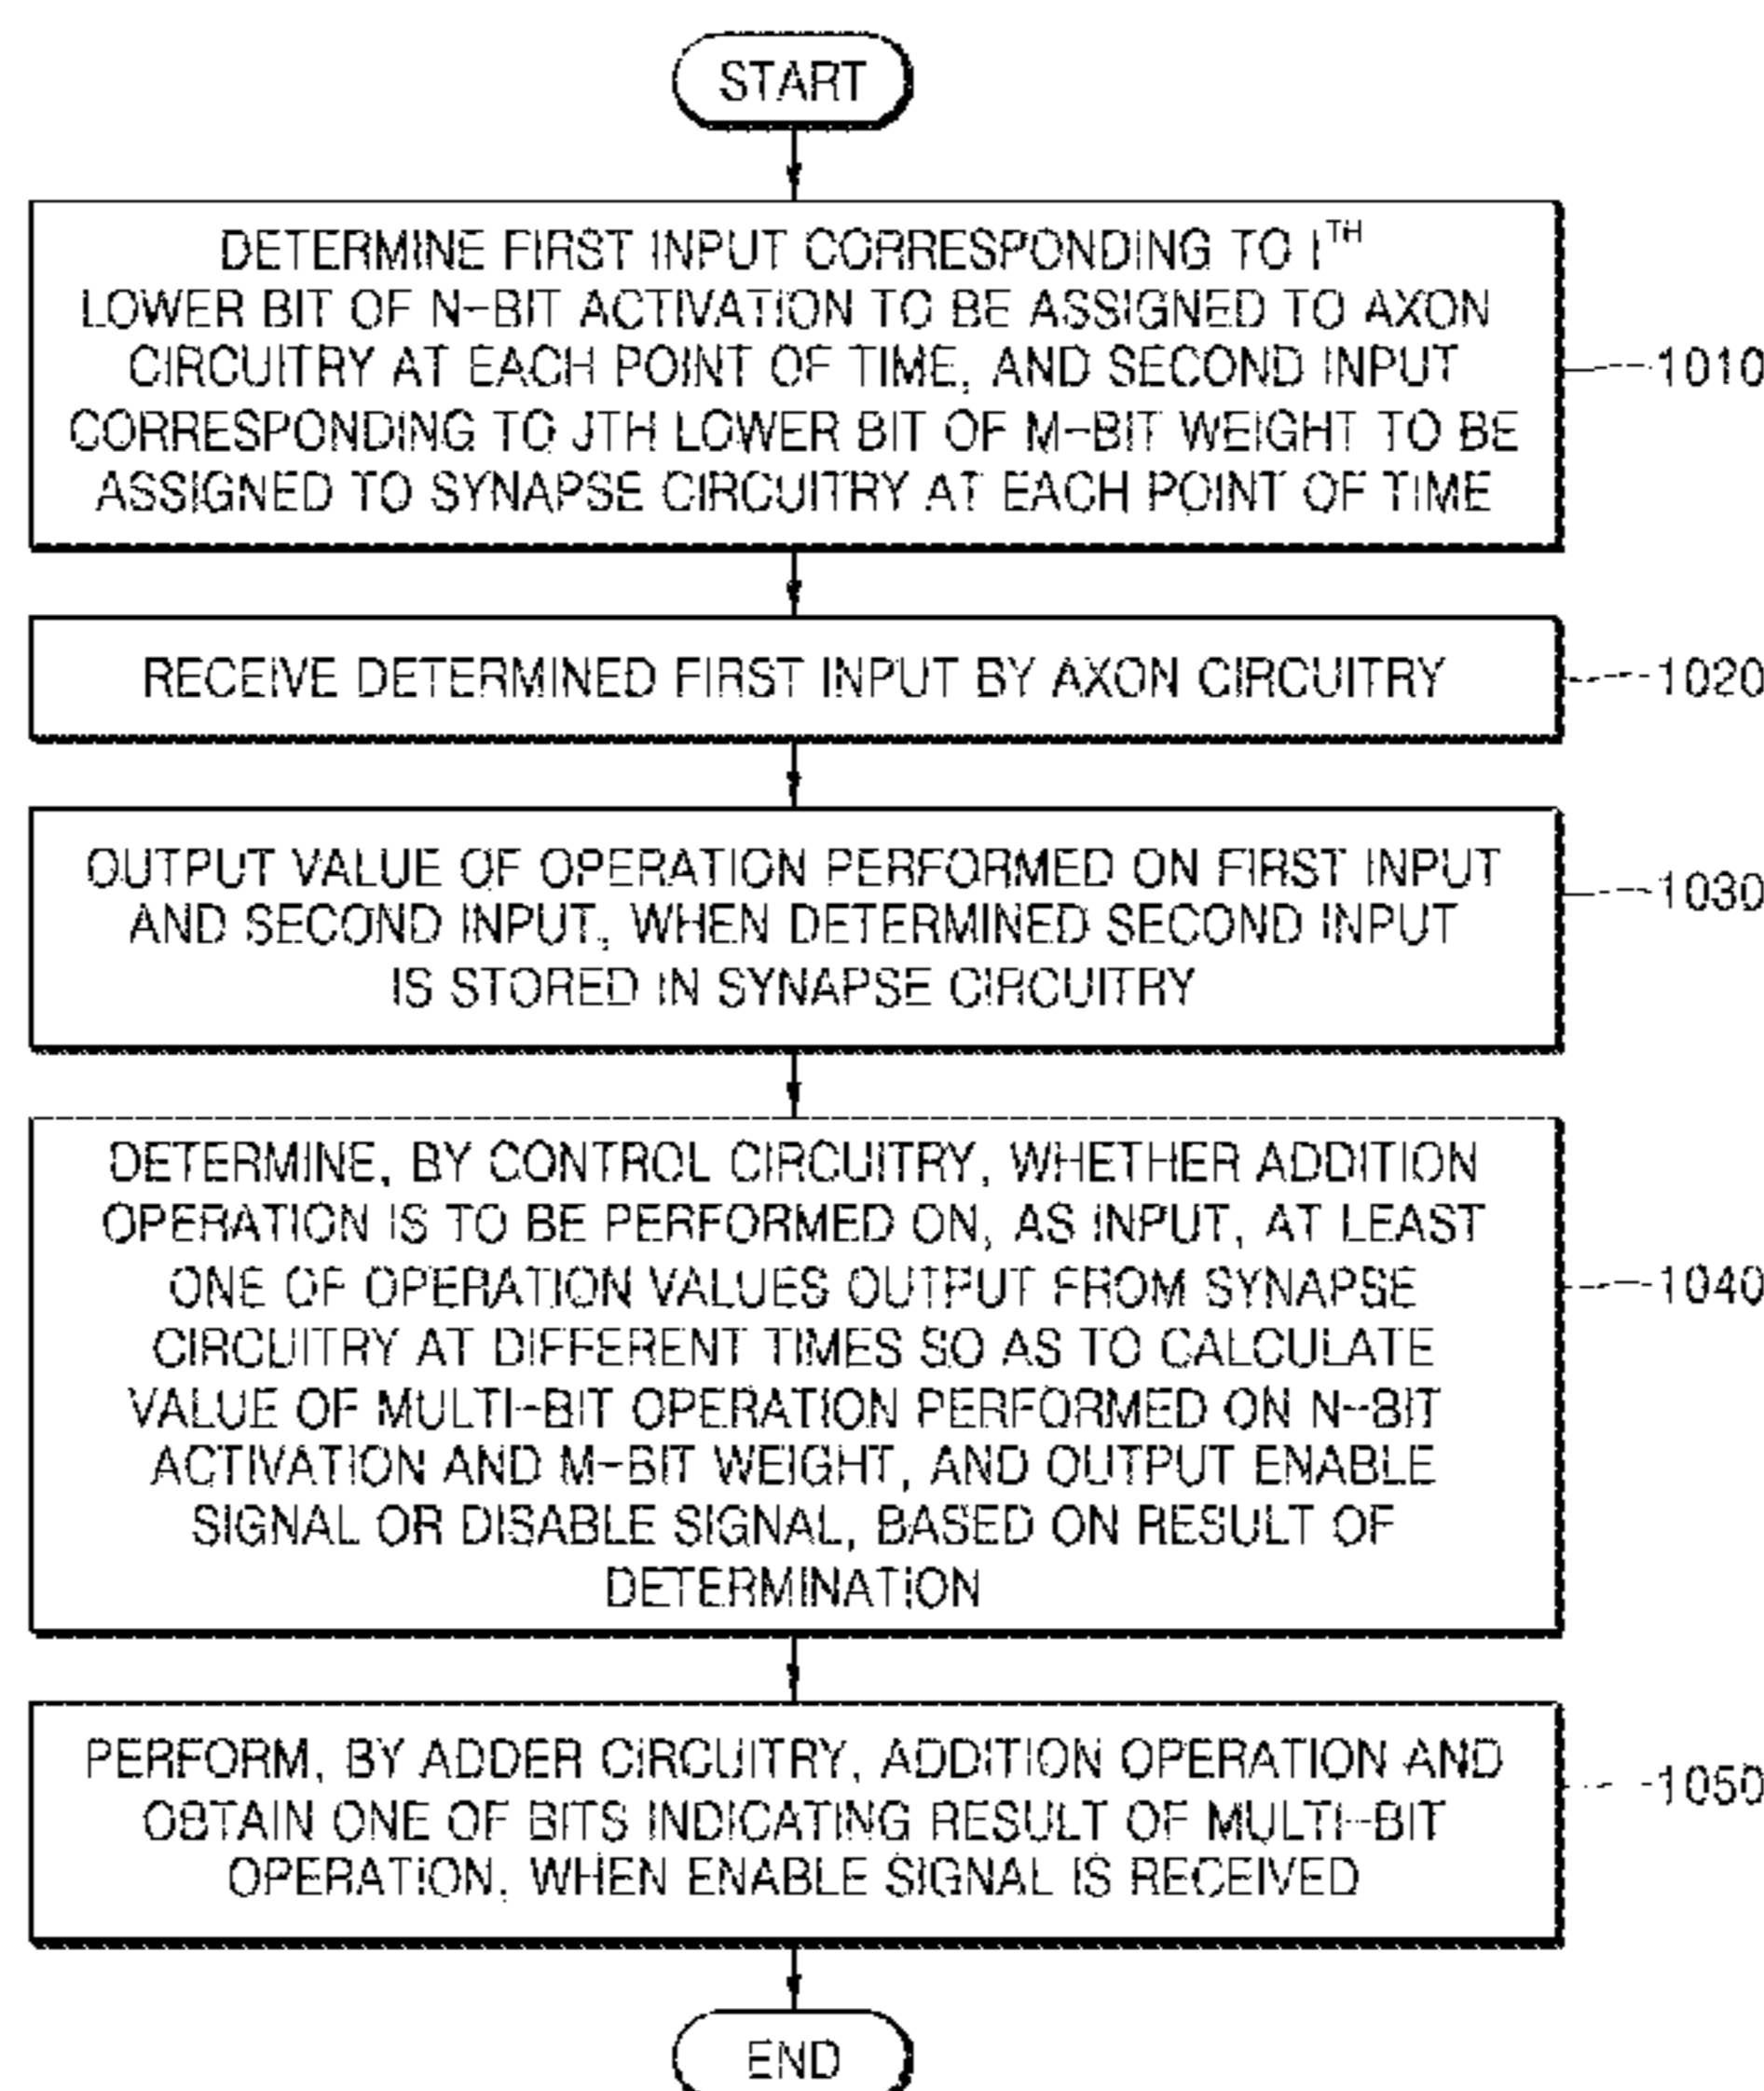 START
DETERMINE FIRST INPUT CORRESPONDING TO I^TH
LOWER BIT OF N-BIT ACTIVATION TO BE ASSIGNED TO AXON
CIRCUITRY AT EACH POINT OF TIME, AND SECOND INPUT
CORRESPONDING TO JTH LOWER BIT OF M-BIT WEIGHT TO BE
ASSIGNED TO SYNAPSE CIRCUITRY AT EACH POINT OF TIME
1010
RECEIVE DETERMINED FIRST INPUT BY AXON CIRCUITRY
1020
OUTPUT VALUE OF OPERATION PERFORMED ON FIRST INPUT
AND SECOND INPUT, WHEN DETERMINED SECOND INPUT
IS STORED IN SYNAPSE CIRCUITRY
1030
DETERMINE, BY CONTROL CIRCUITRY, WHETHER ADDITION
OPERATION IS TO BE PERFORMED ON, AS INPUT, AT LEAST
ONE OF OPERATION VALUES OUTPUT FROM SYNAPSE
CIRCUITRY AT DIFFERENT TIMES SO AS TO CALCULATE
VALUE OF MULTI-BIT OPERATION PERFORMED ON N-BIT
ACTIVATION AND M-BIT WEIGHT, AND OUTPUT ENABLE
SIGNAL OR DISABLE SIGNAL, BASED ON RESULT OF
DETERMINATION
1040
PERFORM, BY ADDER CIRCUITRY, ADDITION OPERATION AND
OBTAIN ONE OF BITS INDICATING RESULT OF MULTI-BIT
OPERATION, WHEN ENABLE SIGNAL IS RECEIVED
1050
END